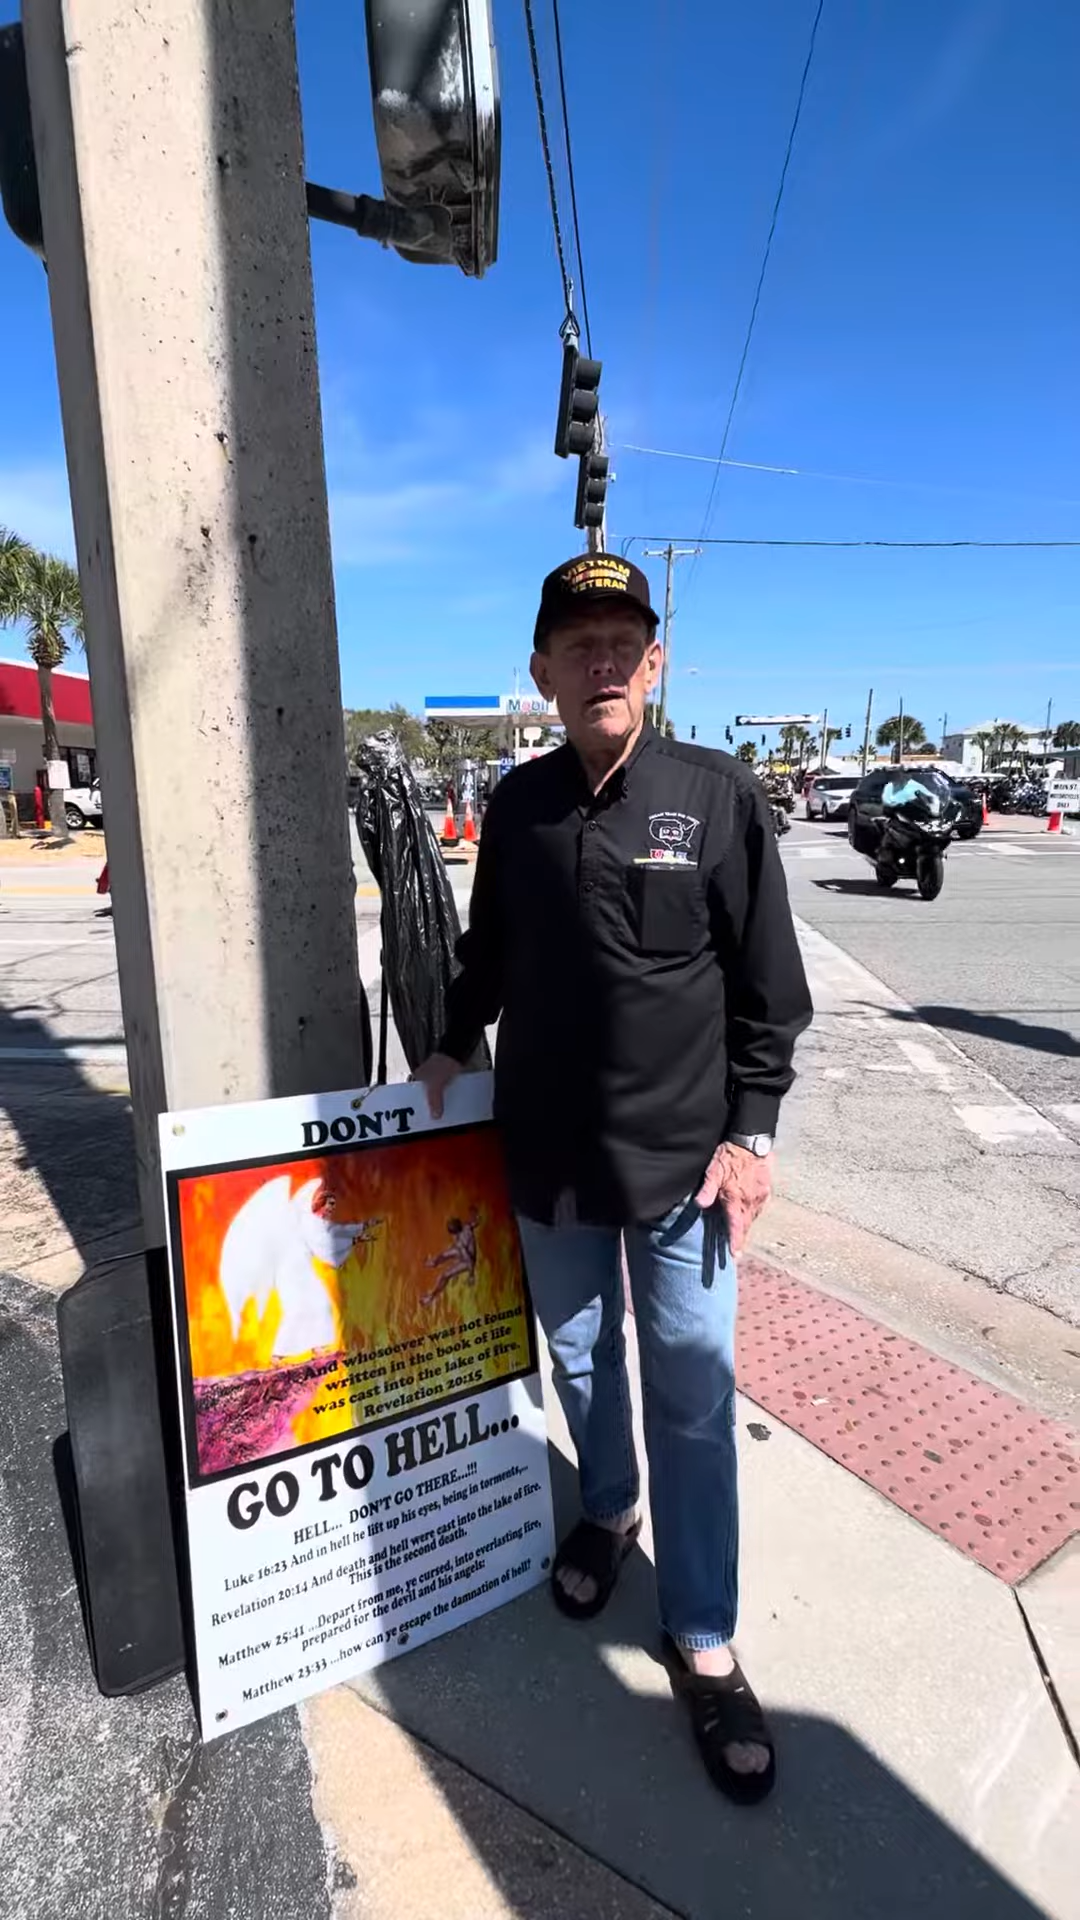 VIETNAM
VETERAN
Mobil
DON'T
And whosoever was not found
written in the book of life
was cast into the lake of fire.
Revelation 20:15
GO TO HELL...
HELL... DON'T GO THERE...!!!
Luke 16:23 And in hell he lift up his eyes, being in torments,...
Revelation 20:14 And death and hell were cast into the lake of fire.
This is the second death.
Matthew 25:41 ...Depart from me, ye cursed, into everlasting fire,
prepared for the devil and his angels:
Matthew 23:33 ...how can ye escape the damnation of hell?
MAIN ST.
MOTORCYCLES
ONLY